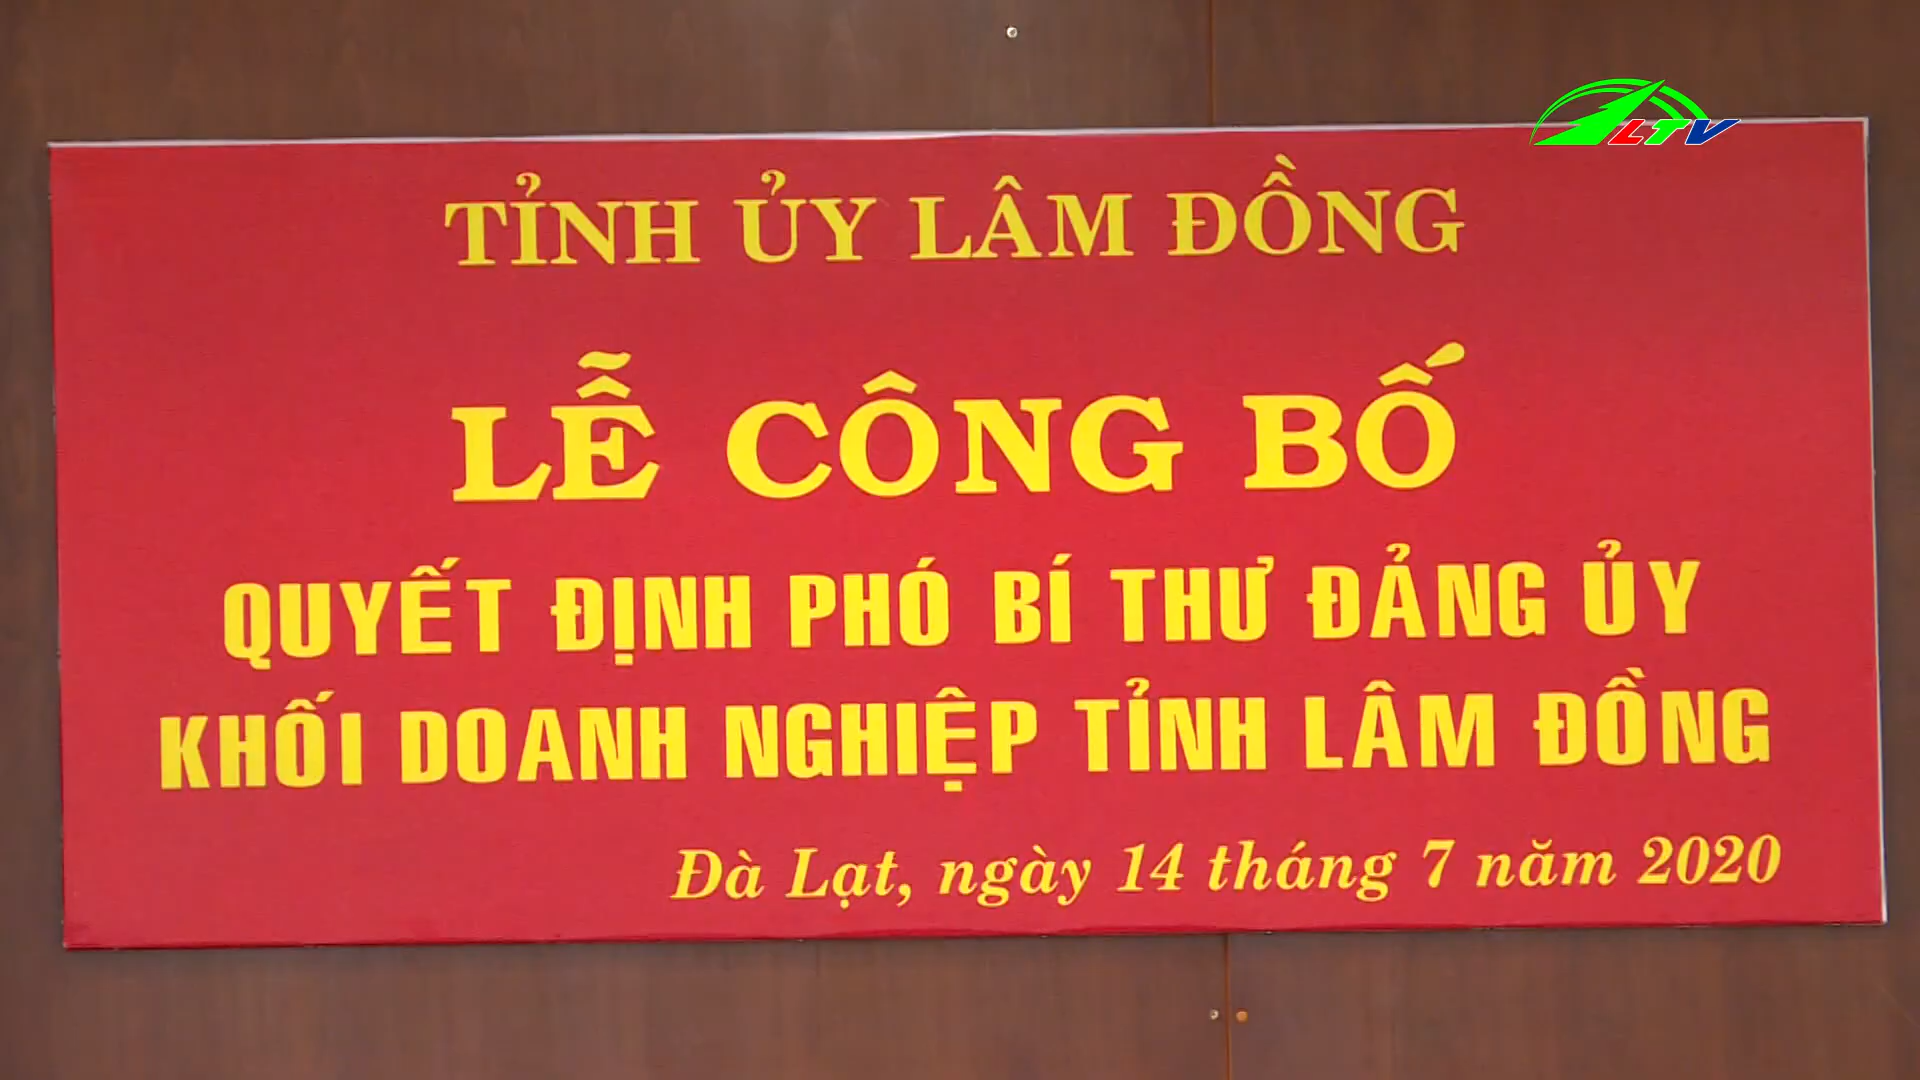 LTV
TỈNH ỦY LÂM ĐỒNG
LỄ CÔNG BỐ
QUYẾT ĐỊNH PHÓ BÍ THƯ ĐẢNG ỦY
KHỐI DOANH NGHIỆP TỈNH LÂM ĐỒNG
Đà Lạt, ngày 14 tháng 7 năm 2020